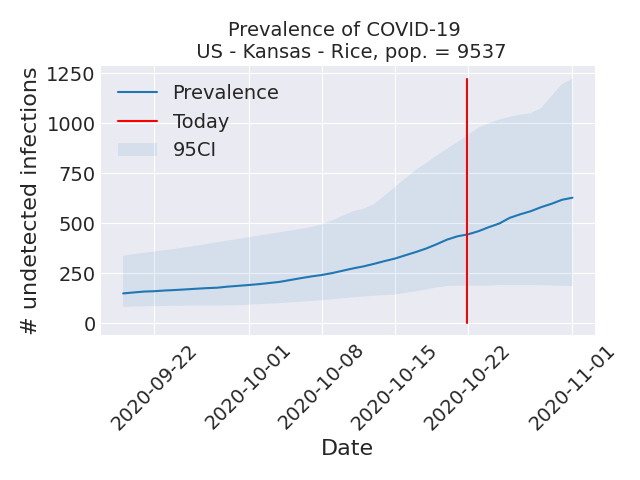 Prevalence of COVID-19
US - Kansas - Rice, pop. = 9537
# undetected infections
1250
1000
750
500
250
0
Prevalence
Today
95CI
2020-09-22
2020-10-01
2020-10-08
2020-10-15
2020-10-22
2020-11-01
Date